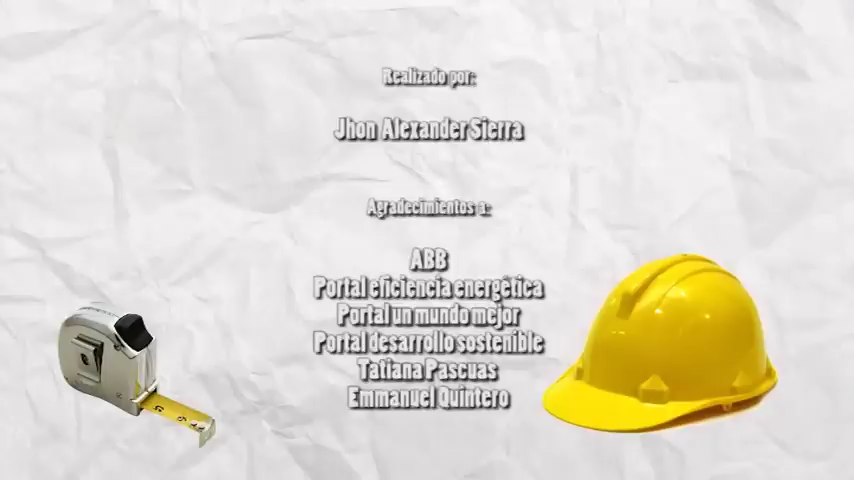 Realizado por:
Jhon Alexander Sierra
Agradecimientos a:
ABB
Portal eficiencia energética
Portal un mundo mejor
Portal desarrollo sostenible
Tatiana Pascuas
Emmanuel Quintero